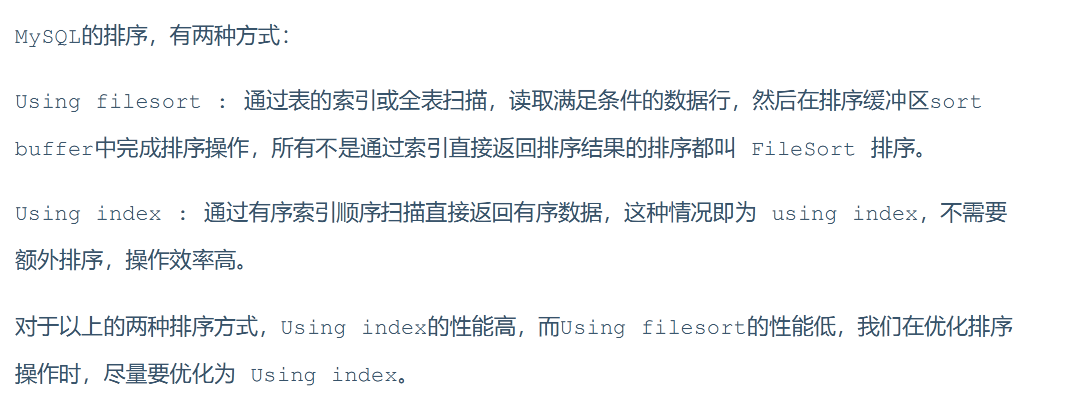 MySQL的排序，有两种方式：
Using filesort : 通过表的索引或全表扫描，读取满足条件的数据行，然后在排序缓冲区sort
buffer中完成排序操作，所有不是通过索引直接返回排序结果的排序都叫 FileSort 排序。
Using index : 通过有序索引顺序扫描直接返回有序数据，这种情况即为 using index，不需要
额外排序，操作效率高。
对于以上的两种排序方式，Using index的性能高，而Using filesort的性能低，我们在优化排序
操作时，尽量要优化为 Using index。